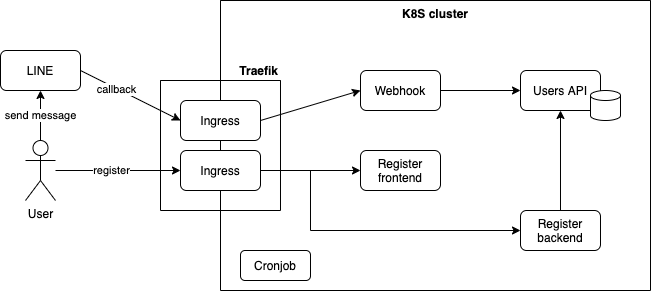 K8S cluster
LINE
Traefik
callback
Webhook
Users API
send message
Ingress
Ingress
register
Register
frontend
User
Register
backend
Cronjob